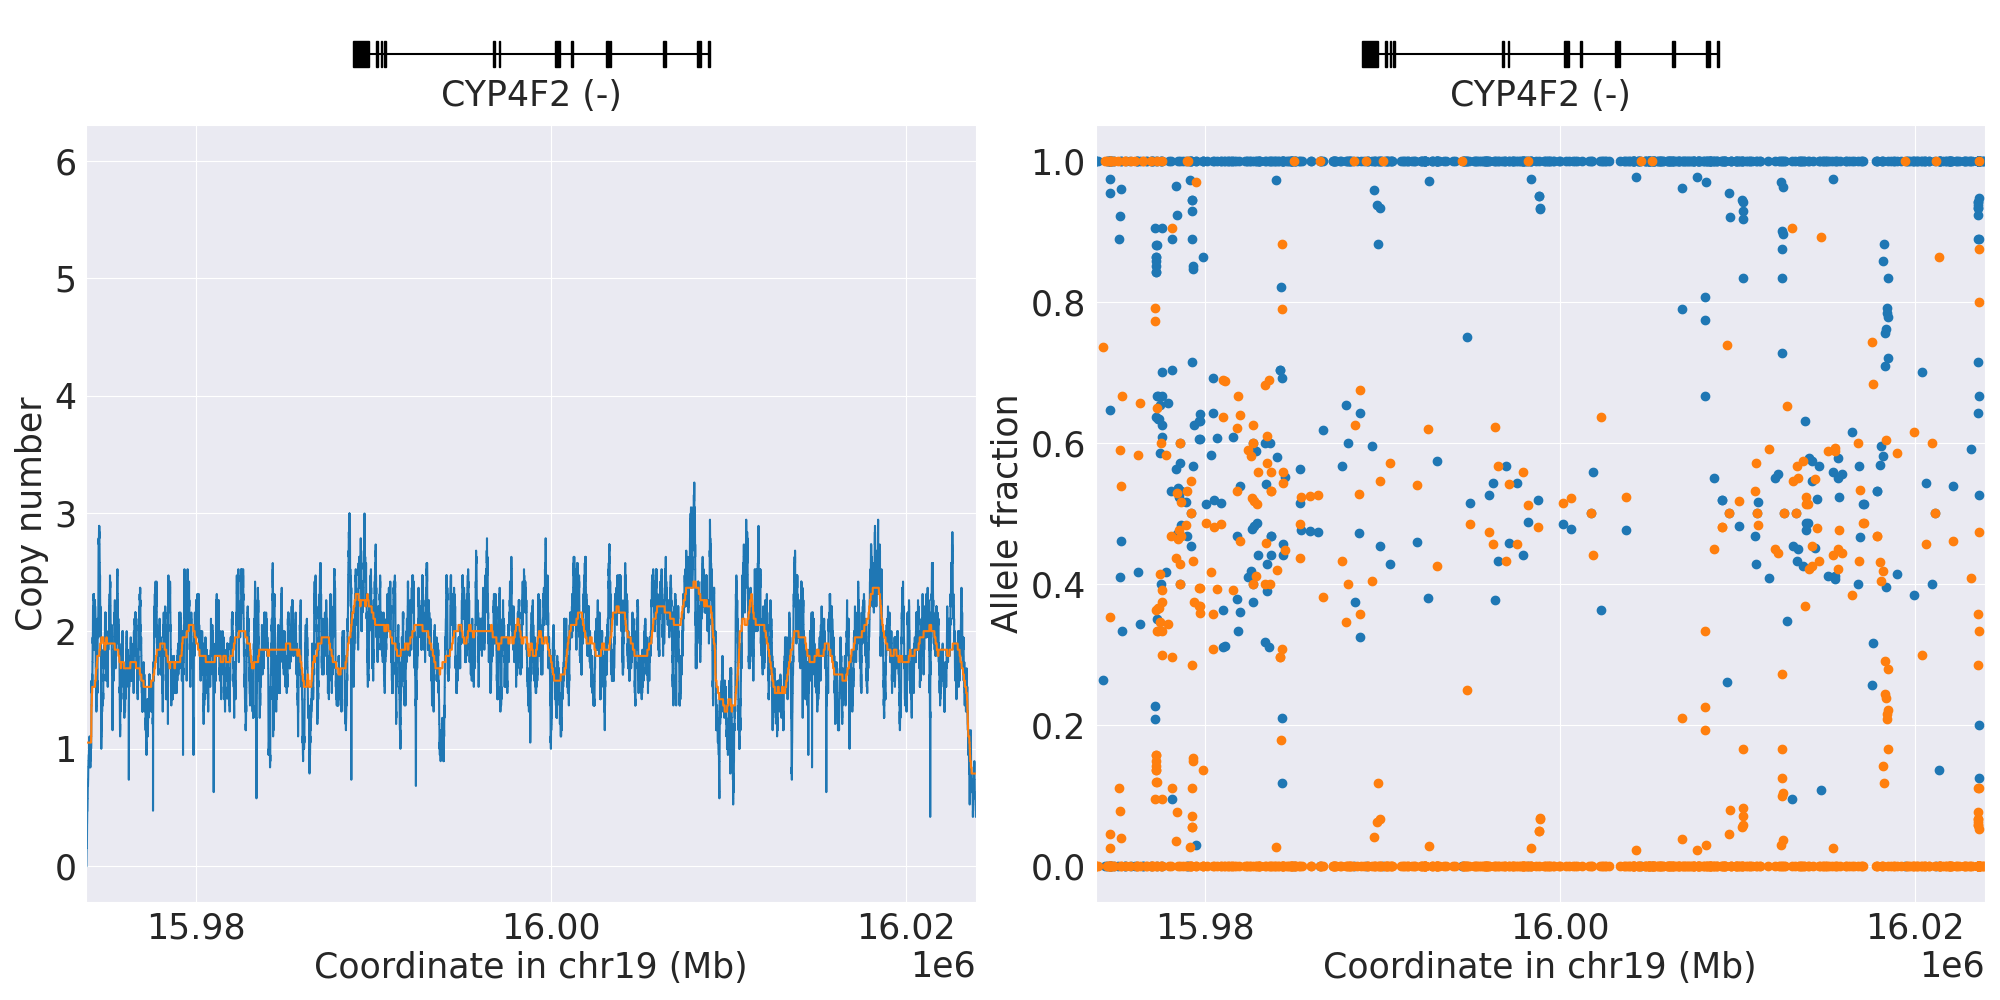 CYP4F2 (-)
6
5
4
3
2
1
0
Copy number
15.98 16.00 16.02
Coordinate in chr19 (Mb) 1e6
CYP4F2 (-)
1.0
0.8
0.6
0.4
0.2
0.0
Allele fraction
15.98 16.00 16.02
Coordinate in chr19 (Mb) 1e6